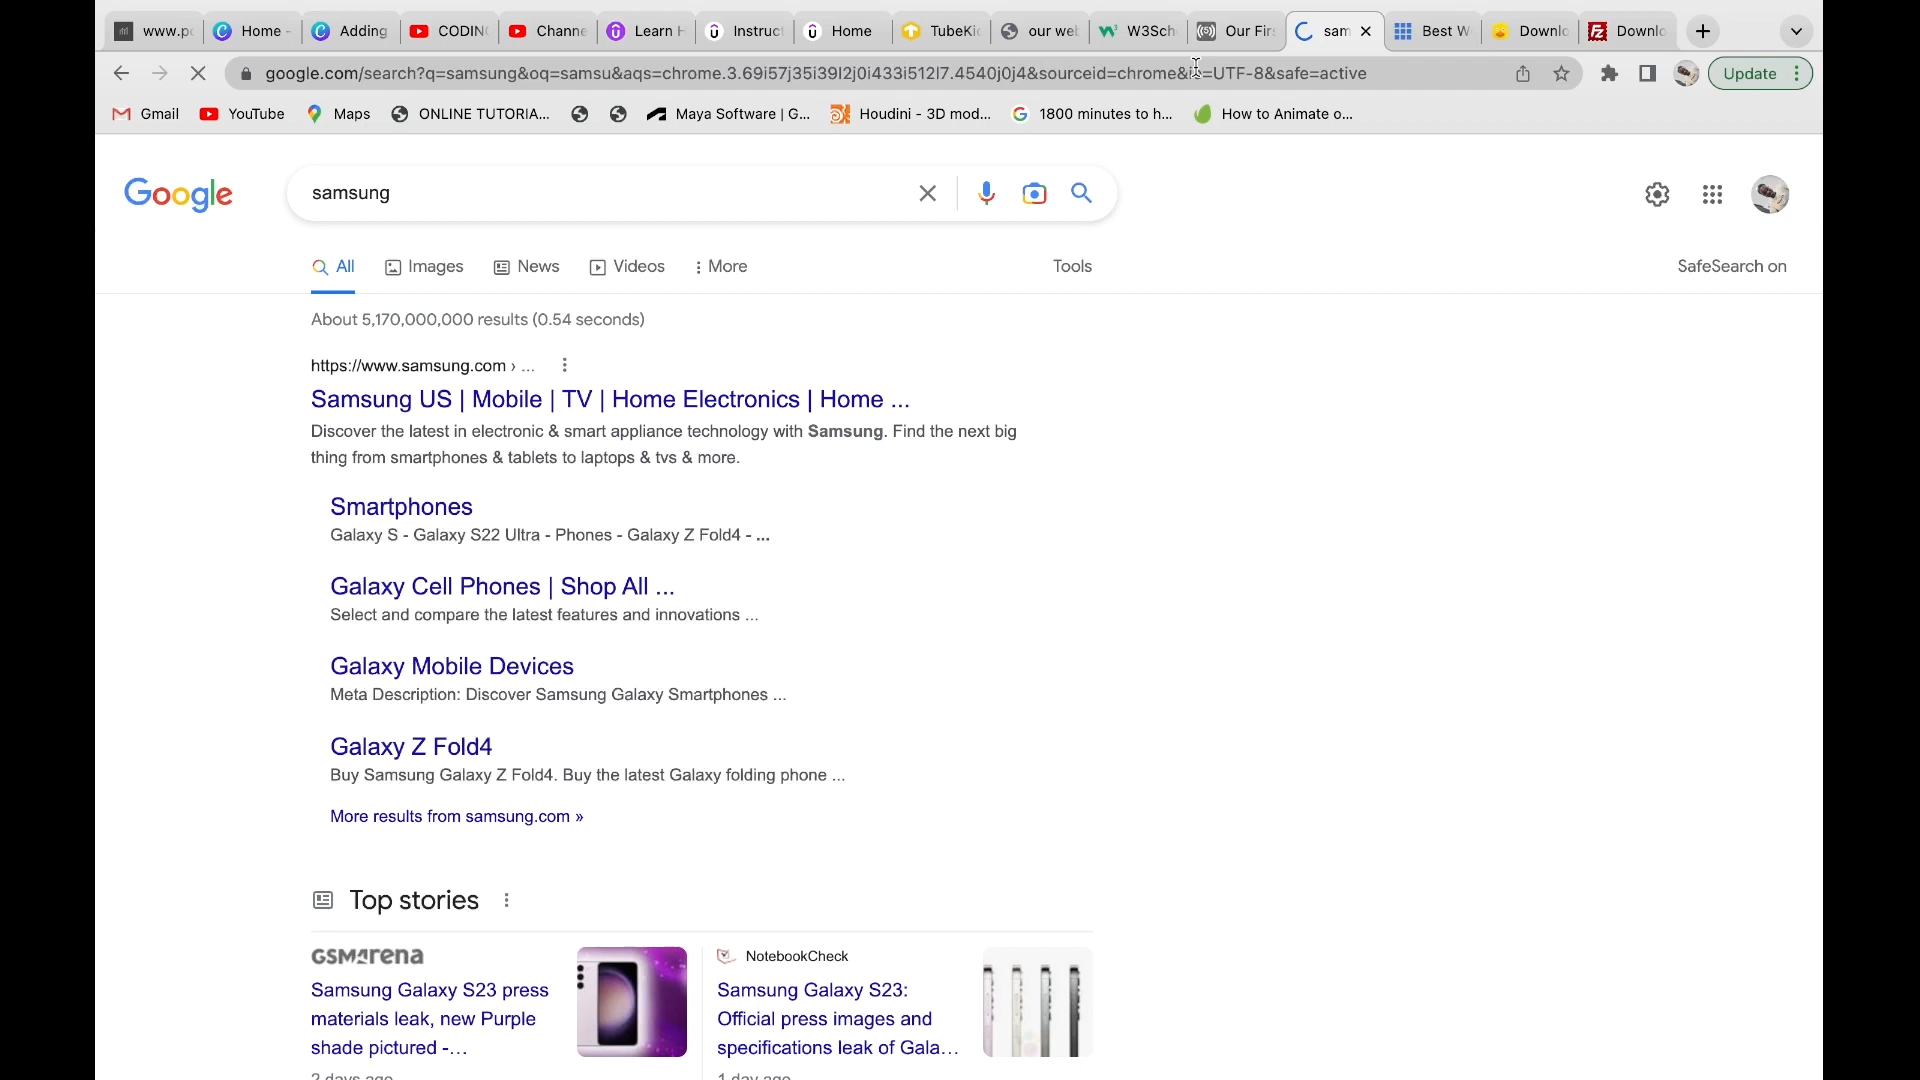 www.p
Home -
Adding
CODIN
Channe
Learn H
Instruct
Home
TubeKi
our web
W3Sch
Our Fir
sam
Best W
Downlo
Downlo
google.com/search?q=samsung&oq=samsu&aqs=chrome.3.69i57j35i39l2j0i433i512l7.4540j0j4&sourceid=chrome&ie=UTF-8&safe=active
Update
Gmail
YouTube
Maps
ONLINE TUTORIA...
Maya Software | G...
Houdini - 3D mod...
1800 minutes to h...
How to Animate o...
Google
samsung
All
Images
News
Videos
More
Tools
SafeSearch on
About 5,170,000,000 results (0.54 seconds)
https://www.samsung.com › ...
Samsung US | Mobile | TV | Home Electronics | Home ...
Discover the latest in electronic & smart appliance technology with Samsung. Find the next big
thing from smartphones & tablets to laptops & tvs & more.
Smartphones
Galaxy S - Galaxy S22 Ultra - Phones - Galaxy Z Fold4 - ...
Galaxy Cell Phones | Shop All ...
Select and compare the latest features and innovations ...
Galaxy Mobile Devices
Meta Description: Discover Samsung Galaxy Smartphones ...
Galaxy Z Fold4
Buy Samsung Galaxy Z Fold4. Buy the latest Galaxy folding phone ...
More results from samsung.com »
Top stories
GSMArena
Samsung Galaxy S23 press
materials leak, new Purple
shade pictured -...
2 days ago
NotebookCheck
Samsung Galaxy S23:
Official press images and
specifications leak of Gala...
1 day ago